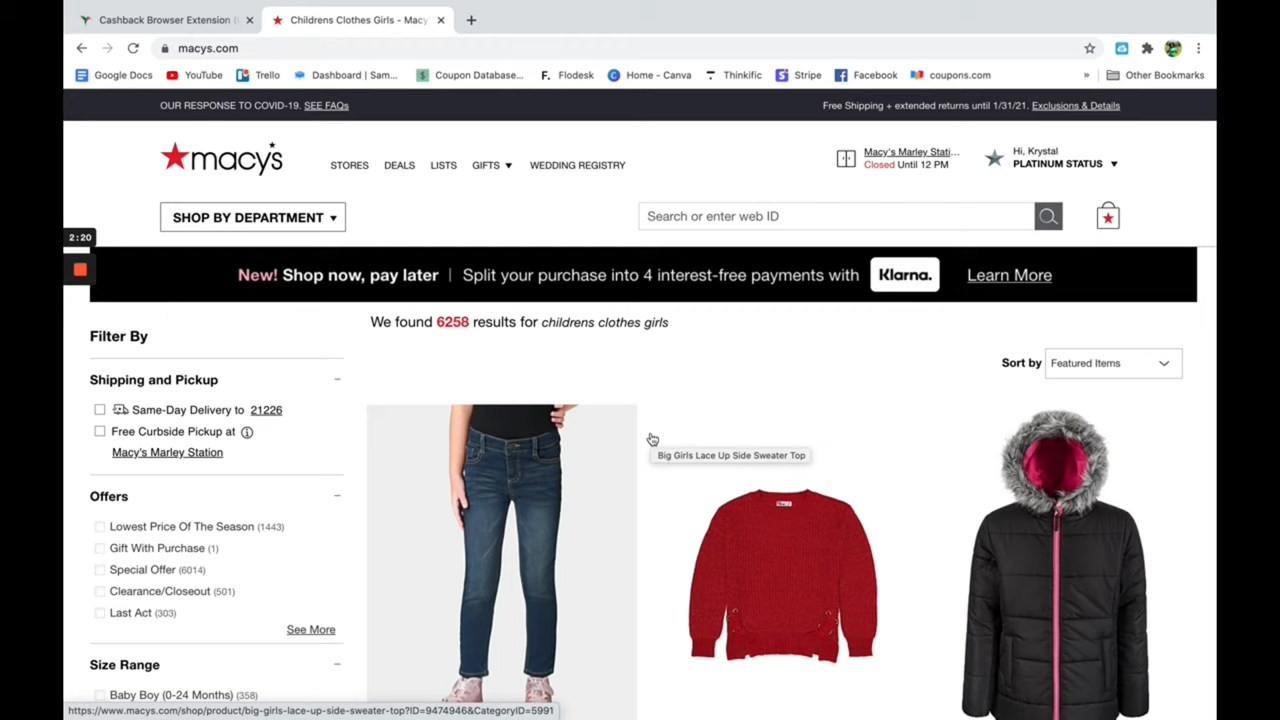 Cashback Browser Extension (
Childrens Clothes Girls - Macy
macys.com
Google Docs YouTube Trello Dashboard | Sam... Coupon Database... Flodesk Home - Canva Thinkific Stripe Facebook coupons.com » Other Bookmarks
OUR RESPONSE TO COVID-19. SEE FAQs
Free Shipping + extended returns until 1/31/21. Exclusions & Details
macy's
STORES DEALS LISTS GIFTS WEDDING REGISTRY
Macy's Marley Stati...
Closed Until 12 PM
Hi, Krystal
PLATINUM STATUS
SHOP BY DEPARTMENT
Search or enter web ID
2:20
New! Shop now, pay later | Split your purchase into 4 interest-free payments with Klarna. Learn More
We found 6258 results for childrens clothes girls
Filter By
Sort by Featured Items
Shipping and Pickup
Same-Day Delivery to 21226
Free Curbside Pickup at
Macy's Marley Station
Big Girls Lace Up Side Sweater Top
Offers
Lowest Price Of The Season (1443)
Gift With Purchase (1)
Special Offer (6014)
Clearance/Closeout (501)
Last Act (303)
See More
Size Range
Baby Boy (0-24 Months) (358)
https://www.macys.com/shop/product/big-girls-lace-up-side-sweater-top?ID=9474946&CategoryID=5991